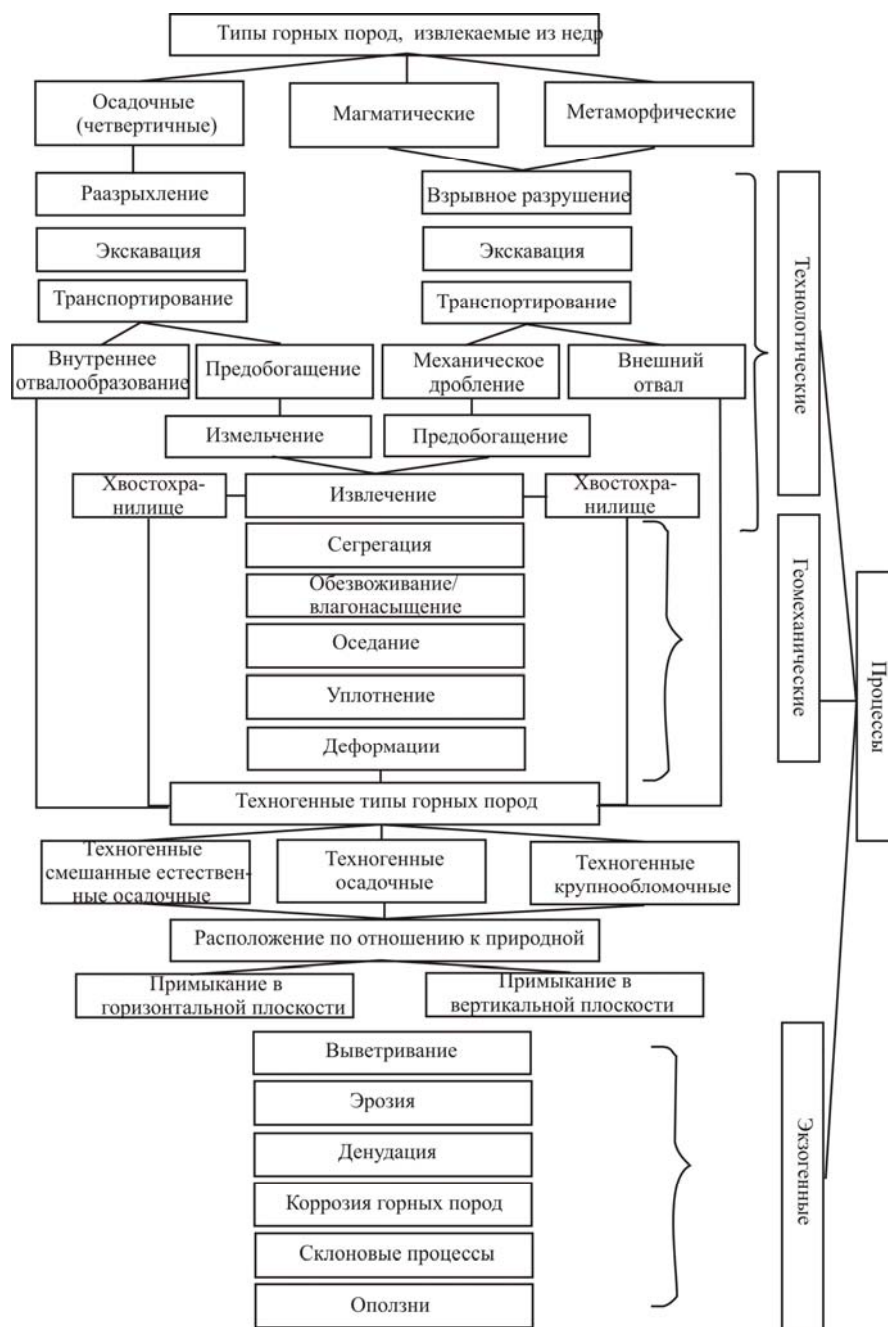 Типы горных пород, извлекаемые из недр
Осадочные
(четвертичные)
Магматические
Метаморфические
Раазрыхление
Взрывное разрушение
Экскавация
Экскавация
Транспортирование
Транспортирование
Внутреннее
отвалообразование
Предобогащение
Механическое
дробление
Внешний
отвал
Измельчение
Предобогащение
Хвостохра-
нилище
Извлечение
Хвостохра-
нилище
Сегрегация
Обезвоживание/
влагонасыщение
Оседание
Уплотнение
Деформации
Техногенные типы горных пород
Техногенные
смешанные естествен-
ные осадочные
Техногенные
осадочные
Техногенные
крупнообломочные
Расположение по отношению к природной
Примыкание в
горизонтальной плоскости
Примыкание в
вертикальной плоскости
Выветривание
Эрозия
Денудация
Коррозия горных пород
Склоновые процессы
Оползни
Технологические
Геомеханические
Экзогенные
Процессы